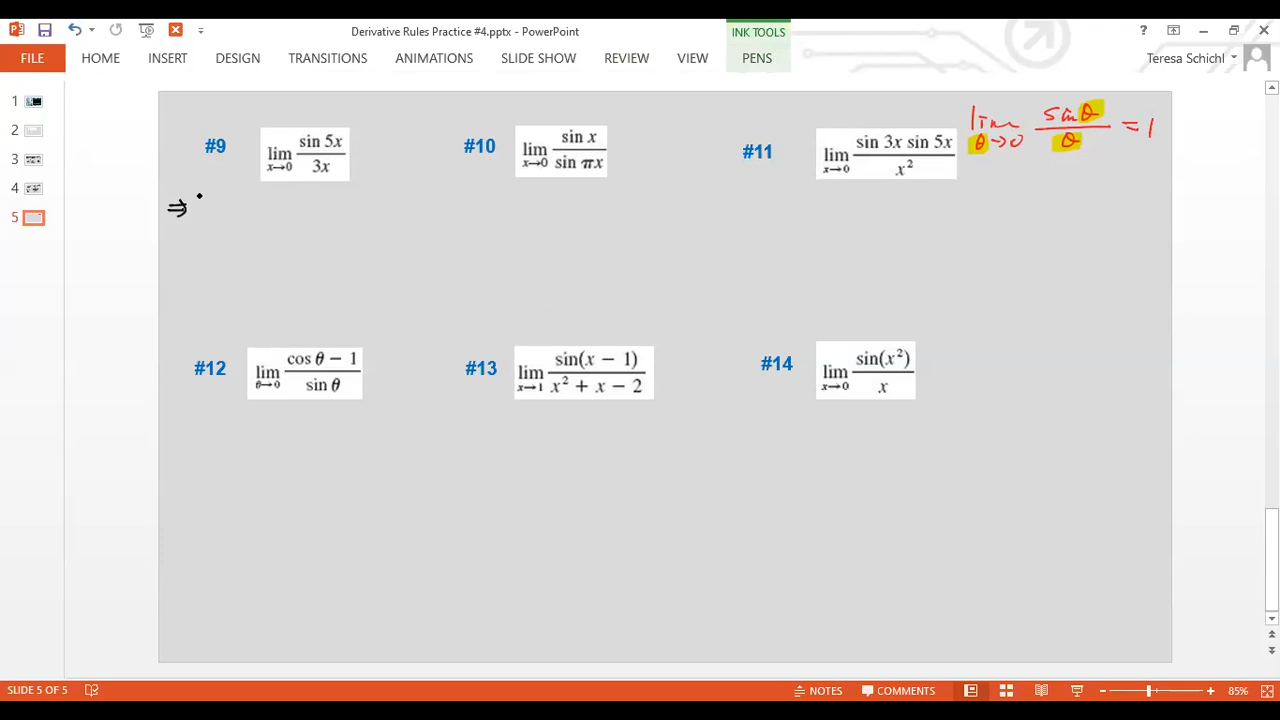 Derivative Rules Practice #4.pptx - PowerPoint
INK TOOLS
?
FILE HOME INSERT DESIGN TRANSITIONS ANIMATIONS SLIDE SHOW REVIEW VIEW PENS
Teresa Schichl
1
2
3
4
5
#9 lim x→0 sin 5x / 3x
#10 lim x→0 sin x / sin πx
#11 lim x→0 sin 3x sin 5x / x²
lim θ→0 sin θ / θ = 1
⇒
#12 lim θ→0 cos θ − 1 / sin θ
#13 lim x→1 sin(x − 1) / x² + x − 2
#14 lim x→0 sin(x²) / x
SLIDE 5 OF 5
NOTES COMMENTS
85%